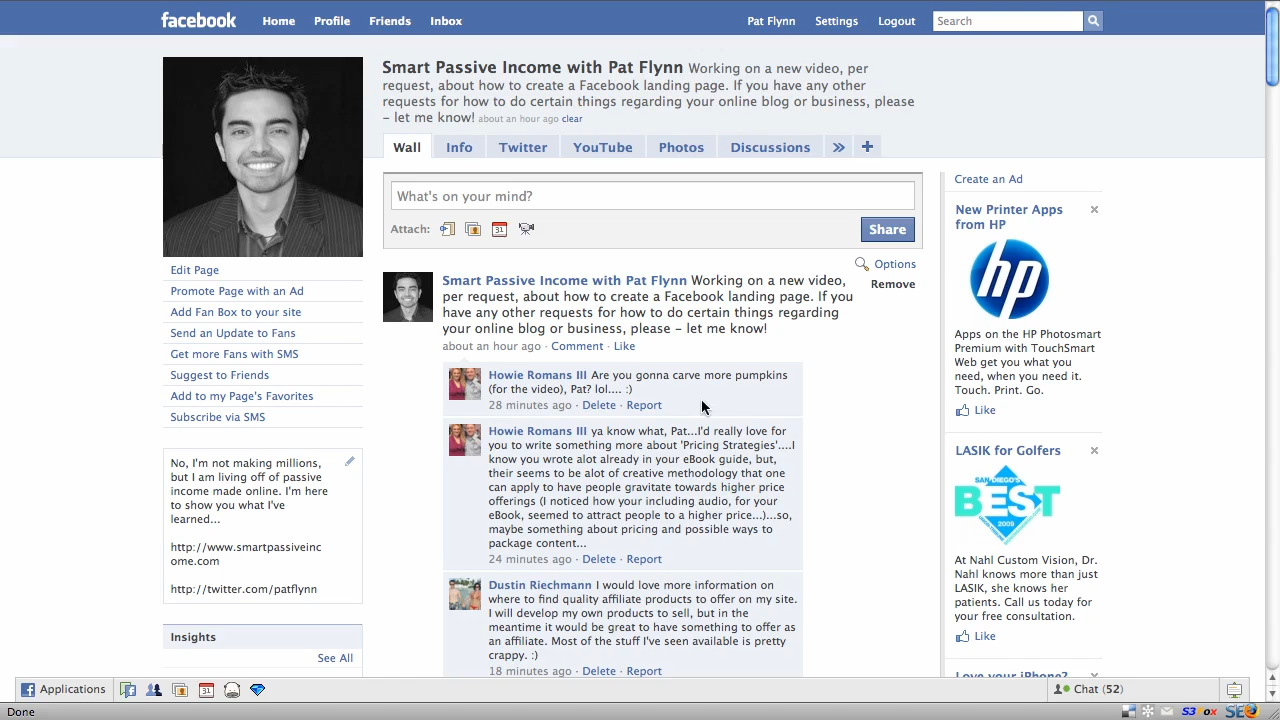 facebook Home Profile Friends Inbox Pat Flynn Settings Logout Search
Smart Passive Income with Pat Flynn Working on a new video, per
request, about how to create a Facebook landing page. If you have any other
requests for how to do certain things regarding your online blog or business, please
– let me know! about an hour ago clear
Wall Info Twitter YouTube Photos Discussions » +
What's on your mind?
Attach: 31 Share
Options
Smart Passive Income with Pat Flynn Working on a new video,
per request, about how to create a Facebook landing page. If you
have any other requests for how to do certain things regarding
your online blog or business, please – let me know!
Remove
about an hour ago · Comment · Like
Howie Romans III Are you gonna carve more pumpkins
(for the video), Pat? lol.... :)
28 minutes ago · Delete · Report
Howie Romans III ya know what, Pat...I'd really love for
you to write something more about 'Pricing Strategies'....I
know you wrote alot already in your eBook guide, but,
their seems to be alot of creative methodology that one
can apply to have people gravitate towards higher price
offerings (I noticed how your including audio, for your
eBook, seemed to attract people to a higher price...)...so,
maybe something about pricing and possible ways to
package content...
24 minutes ago · Delete · Report
Dustin Riechmann I would love more information on
where to find quality affiliate products to offer on my site.
I will develop my own products to sell, but in the
meantime it would be great to have something to offer as
an affiliate. Most of the stuff I've seen available is pretty
crappy. :)
18 minutes ago · Delete · Report
Edit Page
Promote Page with an Ad
Add Fan Box to your site
Send an Update to Fans
Get more Fans with SMS
Suggest to Friends
Add to my Page's Favorites
Subscribe via SMS
No, I'm not making millions,
but I am living off of passive
income made online. I'm here
to show you what I've
learned...
http://www.smartpassiveinc
ome.com
http://twitter.com/patflynn
Insights
See All
Create an Ad
New Printer Apps
from HP
hp
Apps on the HP Photosmart
Premium with TouchSmart
Web get you what you
need, when you need it.
Touch. Print. Go.
Like
LASIK for Golfers
SAN DIEGO'S
BEST
2009
At Nahl Custom Vision, Dr.
Nahl knows more than just
LASIK, she knows her
patients. Call us today for
your free consultation.
Like
Love your iPhone?
Applications 31 Chat (52)
Done S3Fox SEO